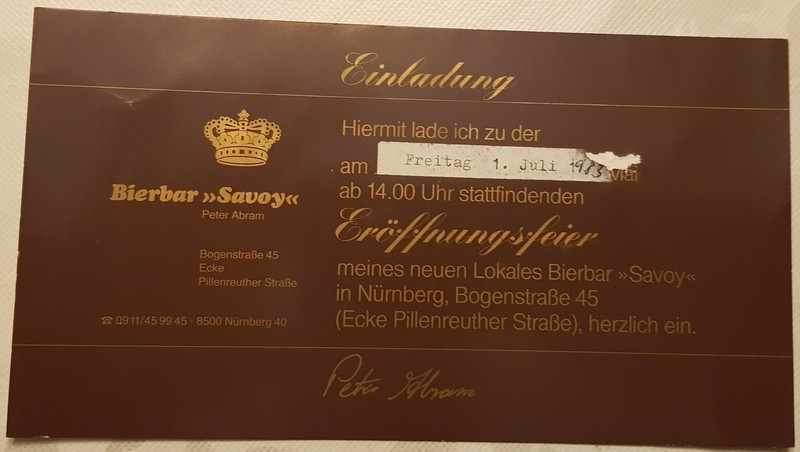 Einladung
Bierbar »Savoy«
Peter Abram
Bogenstraße 45
Ecke
Pillenreuther Straße
☎ 0911/45 99 45 · 8500 Nürnberg 40
Hiermit lade ich zu der
am Freitag 1. Juli 1983 Mai
ab 14.00 Uhr stattfindenden
Eröffnungsfeier
meines neuen Lokales Bierbar »Savoy«
in Nürnberg, Bogenstraße 45
(Ecke Pillenreuther Straße), herzlich ein.
Peter Abram